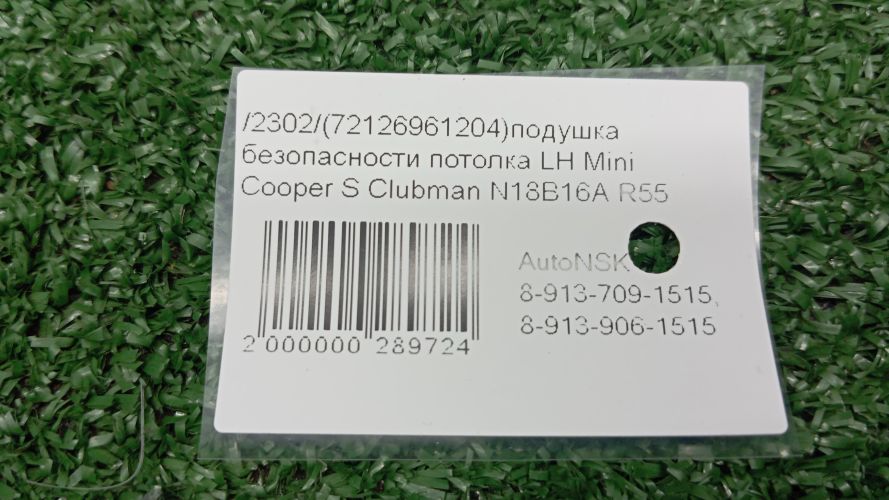 /2302/(72126961204)подушка
безопасности потолка LH Mini
Cooper S Clubman N18B16A R55
AutoNSK
8-913-709-1515,
8-913-906-1515
2 000000 289724